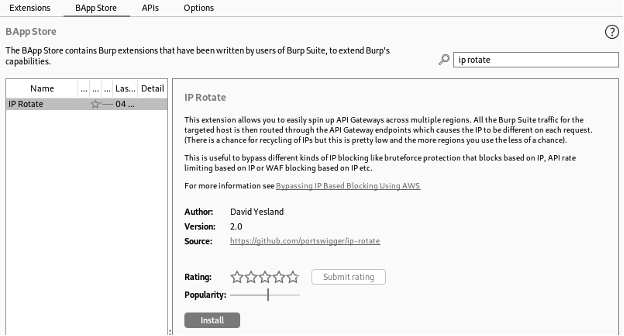 Extensions BApp Store APIs Options
BApp Store
?
The BApp Store contains Burp extensions that have been written by users of Burp Suite, to extend Burp's
capabilities.
ip rotate
Name ... ... ... Las... Detail
IP Rotate 04 ...
IP Rotate
This extension allows you to easily spin up API Gateways across multiple regions. All the Burp Suite traffic for the
targeted host is then routed through the API Gateway endpoints which causes the IP to be different on each request.
(There is a chance for recycling of IPs but this is pretty low and the more regions you use the less of a chance).
This is useful to bypass different kinds of IP blocking like bruteforce protection that blocks based on IP, API rate
limiting based on IP or WAF blocking based on IP etc.
For more information see Bypassing IP Based Blocking Using AWS
Author: David Yesland
Version: 2.0
Source: https://github.com/portswigger/ip-rotate
Rating: Submit rating
Popularity:
Install